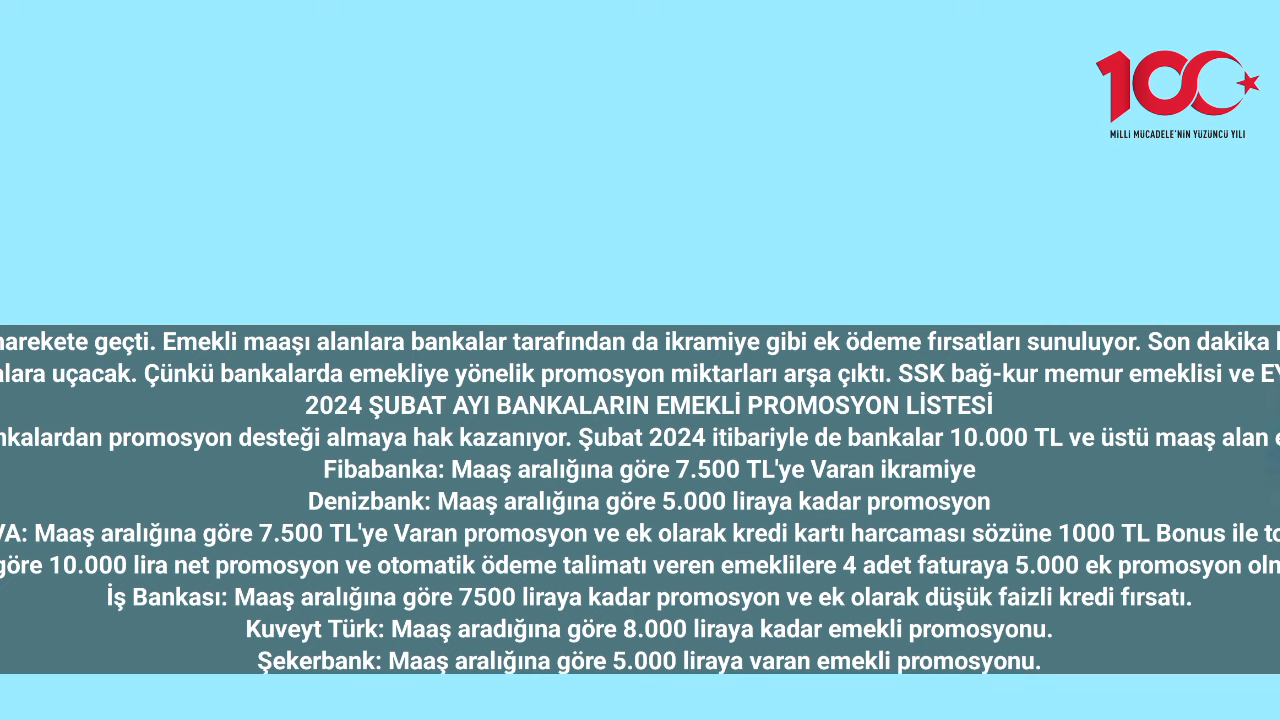 100
MİLLİ MÜCADELE'NİN YÜZÜNCÜ YILI
harekete geçti. Emekli maaşı alanlara bankalar tarafından da ikramiye gibi ek ödeme fırsatları sunuluyor. Son dakika
uçacak. Çünkü bankalarda emekliye yönelik promosyon miktarları arşa çıktı. SSK bağ-kur memur emeklisi ve
2024 ŞUBAT AYI BANKALARIN EMEKLİ PROMOSYON LİSTESİ
promosyon desteği almaya hak kazanıyor. Şubat 2024 itibariyle de bankalar 10.000 TL ve üstü maaş alan
Fibabanka: Maaş aralığına göre 7.500 TL'ye Varan ikramiye
Denizbank: Maaş aralığına göre 5.000 liraya kadar promosyon
VA: Maaş aralığına göre 7.500 TL'ye Varan promosyon ve ek olarak kredi kartı harcaması sözüne 1000 TL Bonus ile
göre 10.000 lira net promosyon ve otomatik ödeme talimatı veren emeklilere 4 adet faturaya 5.000 ek promosyon
İş Bankası: Maaş aralığına göre 7500 liraya kadar promosyon ve ek olarak düşük faizli kredi fırsatı.
Kuveyt Türk: Maaş aradığına göre 8.000 liraya kadar emekli promosyonu.
Şekerbank: Maaş aralığına göre 5.000 liraya varan emekli promosyonu.